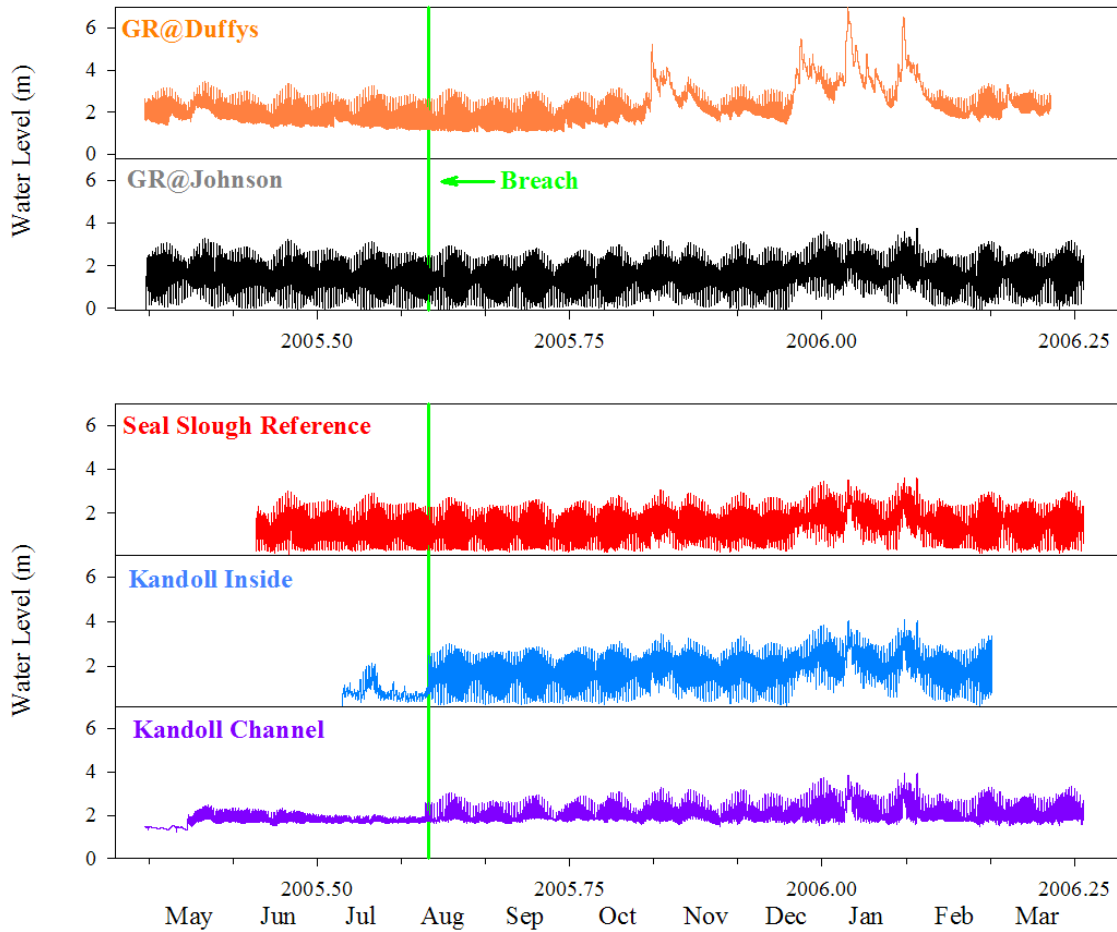 Water Level (m)
GR@Duffys
6
4
2
0
GR@Johnson
Breach
6
4
2
0
2005.50 2005.75 2006.00 2006.25
Water Level (m)
Seal Slough Reference
6
4
2
Kandoll Inside
6
4
2
Kandoll Channel
6
4
2
0
2005.50 2005.75 2006.00 2006.25
May Jun Jul Aug Sep Oct Nov Dec Jan Feb Mar